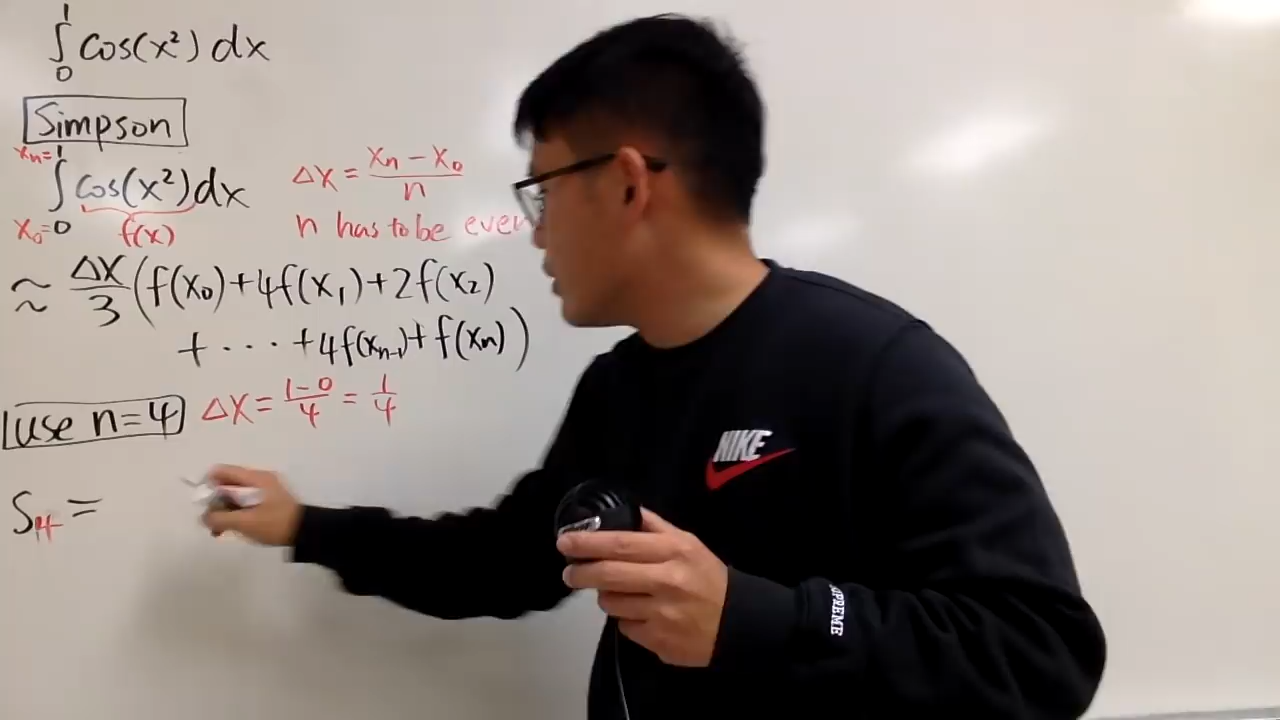 ∫₀¹ cos(x²) dx
Simpson
xₙ=1
∫ cos(x²)dx
x₀=0
f(x)
Δx = (xₙ - x₀)/n
n has to be even
≈ Δx/3 (f(x₀)+4f(x₁)+2f(x₂)
+ ··· +4f(xₙ₋₁)+f(xₙ))
use n=4
Δx = (1-0)/4 = 1/4
S₄ =
NIKE